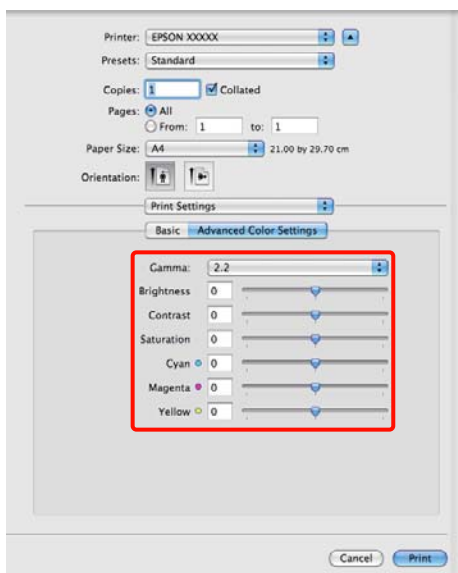 Printer: EPSON XXXXX
Presets: Standard
Copies: 1 Collated
Pages: All
From: 1 to: 1
Paper Size: A4 21.00 by 29.70 cm
Orientation:
Print Settings
Basic Advanced Color Settings
Gamma: 2.2
Brightness 0
Contrast 0
Saturation 0
Cyan 0
Magenta 0
Yellow 0
Cancel Print